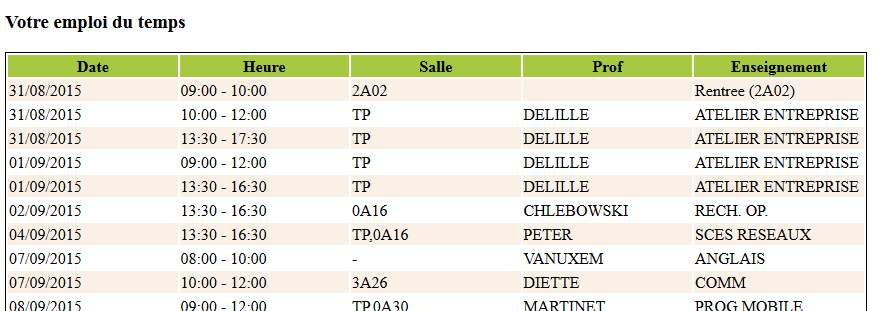 Votre emploi du temps
Date Heure Salle Prof Enseignement
31/08/2015 09:00 - 10:00 2A02 Rentree (2A02)
31/08/2015 10:00 - 12:00 TP DELILLE ATELIER ENTREPRISE
31/08/2015 13:30 - 17:30 TP DELILLE ATELIER ENTREPRISE
01/09/2015 09:00 - 12:00 TP DELILLE ATELIER ENTREPRISE
01/09/2015 13:30 - 16:30 TP DELILLE ATELIER ENTREPRISE
02/09/2015 13:30 - 16:30 0A16 CHLEBOWSKI RECH. OP.
04/09/2015 13:30 - 16:30 TP,0A16 PETER SCES RESEAUX
07/09/2015 08:00 - 10:00 - VANUXEM ANGLAIS
07/09/2015 10:00 - 12:00 3A26 DIETTE COMM
08/09/2015 09:00 - 12:00 TP,0A30 MARTINET PROG MOBILE